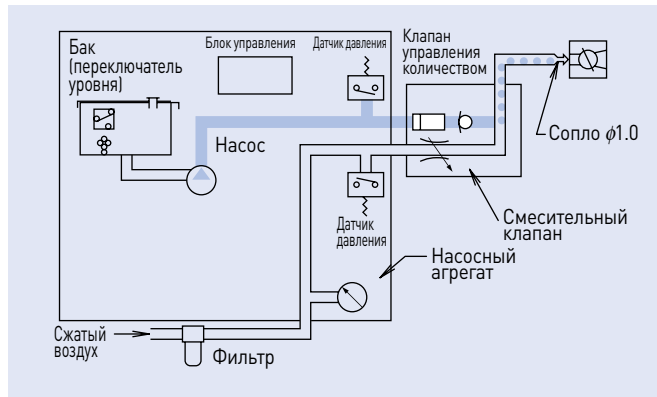 Бак
(переключатель
уровня)
Блок управления
Датчик давления
Клапан
управления
количеством
Насос
Сопло ϕ1.0
Датчик
давления
Смесительный
клапан
Насосный
агрегат
Сжатый
воздух
Фильтр